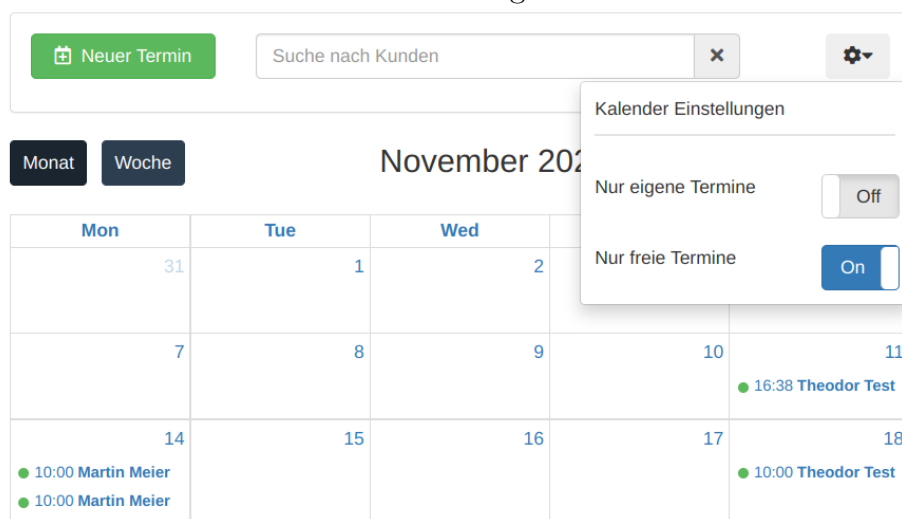 Neuer Termin
Suche nach Kunden
Kalender Einstellungen
Monat
Woche
November 202
Nur eigene Termine
Off
Nur freie Termine
On
Mon
Tue
Wed
31
1
2
7
8
9
10
11
16:38 Theodor Test
14
15
16
17
18
10:00 Martin Meier
10:00 Theodor Test
10:00 Martin Meier